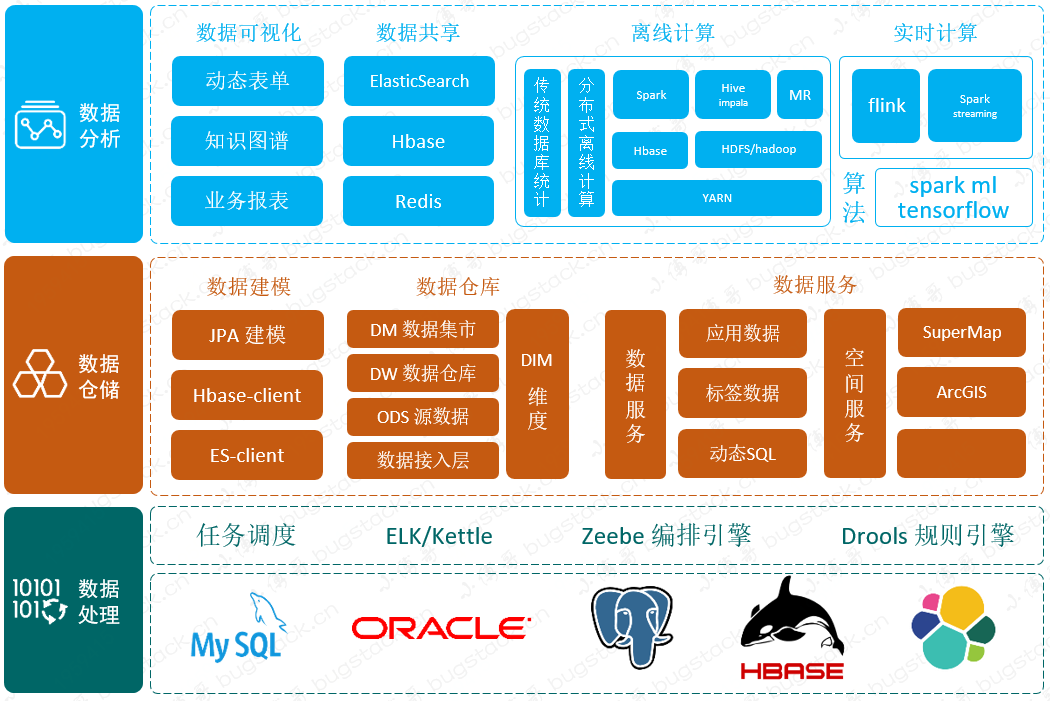 数据
分析
数据可视化
动态表单
知识图谱
业务报表
数据共享
ElasticSearch
Hbase
Redis
离线计算
传统数据库统计
分布式离线计算
Spark
Hive
impala
MR
Hbase
HDFS/hadoop
YARN
实时计算
flink
Spark
streaming
算法
spark ml
tensorflow
数据
仓储
数据建模
JPA 建模
Hbase-client
ES-client
数据仓库
DM 数据集市
DW 数据仓库
ODS 源数据
数据接入层
DIM
维度
数据服务
数据服务
应用数据
标签数据
动态SQL
空间服务
SuperMap
ArcGIS
10101
101
数据
处理
任务调度
ELK/Kettle
Zeebe 编排引擎
Drools 规则引擎
MySQL
ORACLE
HBASE
小傅哥 bugstack.cn